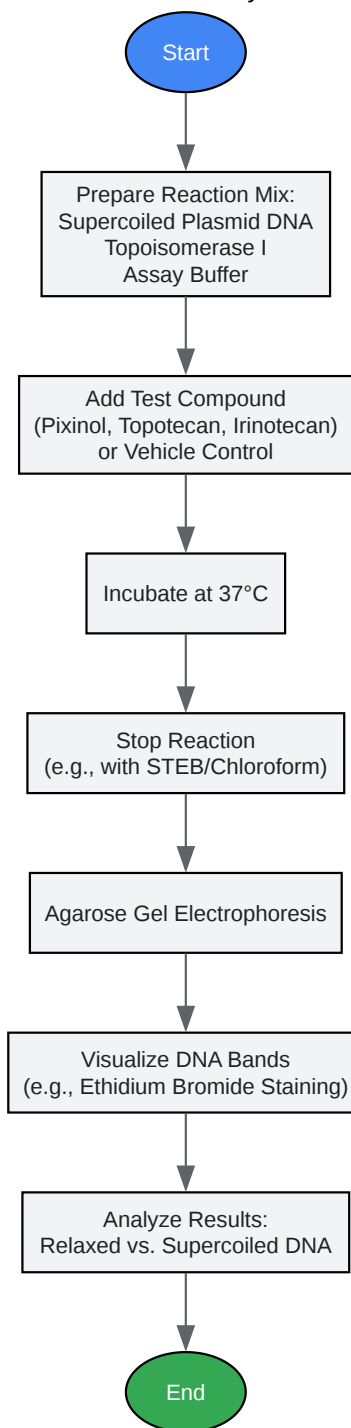 Start
Prepare Reaction Mix:
Supercoiled Plasmid DNA
Topoisomerase I
Assay Buffer
Add Test Compound
(Pixinol, Topotecan, Irinotecan)
or Vehicle Control
Incubate at 37°C
Stop Reaction
(e.g., with STEB/Chloroform)
Agarose Gel Electrophoresis
Visualize DNA Bands
(e.g., Ethidium Bromide Staining)
Analyze Results:
Relaxed vs. Supercoiled DNA
End